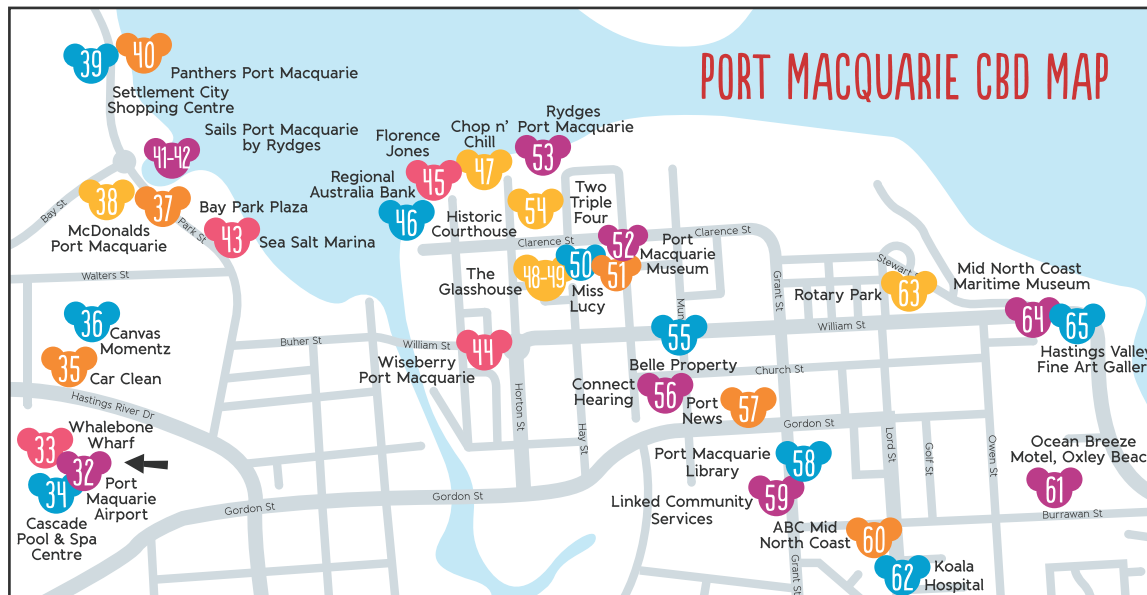 PORT MACQUARIE CBD MAP
39
40
Panthers Port Macquarie
Settlement City
Shopping Centre
41-42
Sails Port Macquarie
by Rydges
38
37
Bay St
Park St
McDonalds
Port Macquarie
Bay Park Plaza
43
Sea Salt Marina
Florence
Jones
45
Chop n'
Chill
47
Rydges
Port Macquarie
53
Regional
Australia Bank
46
Historic
Courthouse
54
Two
Triple
Four
Clarence St
Clarence St
52
Port
Macquarie
Museum
The
Glasshouse
48-49
50
51
Miss
Lucy
Walters St
36
Canvas
Momentz
35
Car Clean
Hastings River Dr
Buher St
William St
Wiseberry
Port Macquarie
44
Mun
55
Belle Property
Grant St
William St
Rotary Park
63
Stewart
Mid North Coast
Maritime Museum
64
65
Hastings Valley
Fine Art Galler
Church St
Connect
Hearing
56
Port
News
57
Horton St
Hay St
Gordon St
Whalebone
Wharf
33
32
34
Port
Maquarie
Airport
Cascade
Pool & Spa
Centre
Gordon St
Gordon St
Port Macquarie
Library
58
59
Linked Community
Services
Lord St
Golf St
Owen St
Ocean Breeze
Motel, Oxley Beac
61
Burrawan St
ABC Mid
North Coast
60
Grant St
62
Koala
Hospital